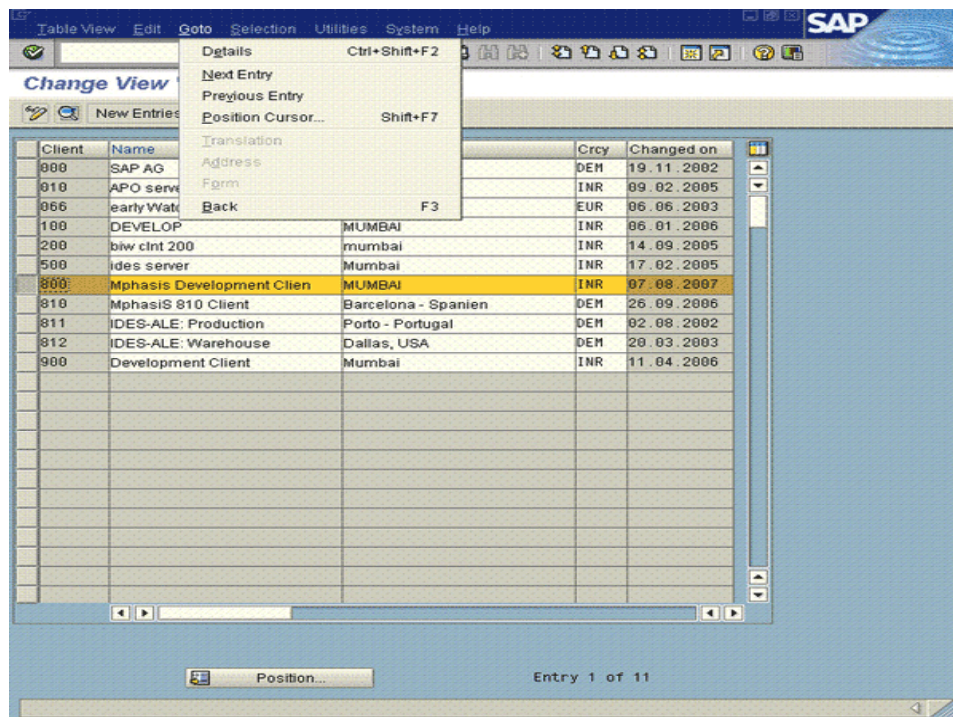 Table View Edit Goto Selection Utilities System Help
SAP
Details Ctrl+Shift+F2
Next Entry
Previous Entry
Position Cursor... Shift+F7
Translation
Address
Form
Back F3
Change View
New Entries
Client Name Crcy Changed on
000 SAP AG DEM 19.11.2002
010 APO serve INR 09.02.2005
066 early Watc EUR 06.06.2003
100 DEVELOP MUMBAI INR 06.01.2006
200 biw clnt 200 mumbai INR 14.09.2005
500 ides server Mumbai INR 17.02.2005
800 Mphasis Development Clien MUMBAI INR 07.08.2007
810 MphasiS 810 Client Barcelona - Spanien DEM 26.09.2006
811 IDES-ALE: Production Porto - Portugal DEM 02.08.2002
812 IDES-ALE: Warehouse Dallas, USA DEM 20.03.2003
900 Development Client Mumbai INR 11.04.2006
Position... Entry 1 of 11